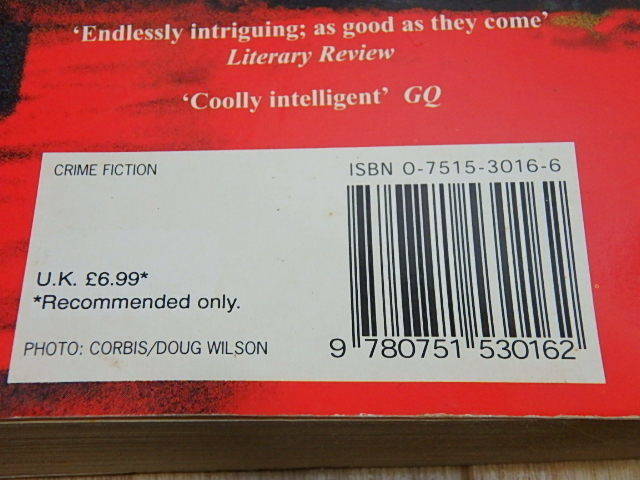 ‘Endlessly intriguing; as good as they come’
Literary Review
‘Coolly intelligent’ GQ
CRIME FICTION
ISBN 0-7515-3016-6
U.K. £6.99*
*Recommended only.
PHOTO: CORBIS/DOUG WILSON
9 780751 530162